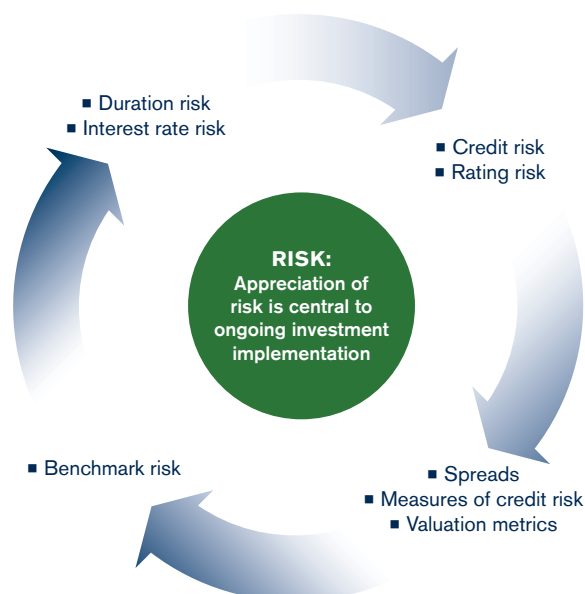 ■ Duration risk
■ Interest rate risk
■ Credit risk
■ Rating risk
RISK:
Appreciation of
risk is central to
ongoing investment
implementation
■ Benchmark risk
■ Spreads
■ Measures of credit risk
■ Valuation metrics